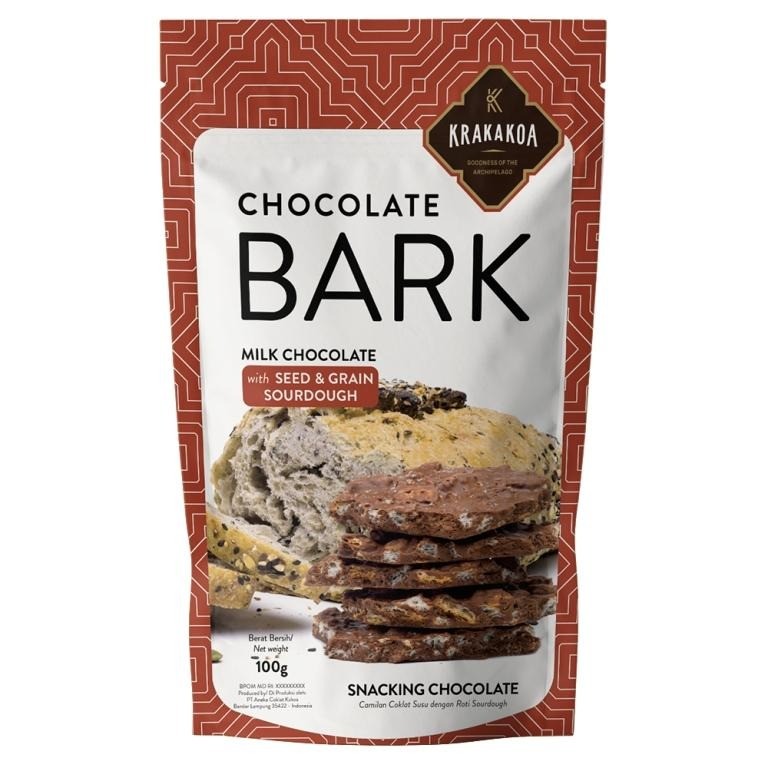 KRAKAKOA
GOODNESS OF THE
ARCHIPELAGO
CHOCOLATE
BARK
MILK CHOCOLATE
with SEED & GRAIN
SOURDOUGH
Berat Bersih/
Net weight
100g
BPOM MD RI XXXXXXXXX
Produced by/ Di Produksi oleh:
PT Aneka Coklat Kakoa
Bandar Lampung 35422 - Indonesia
SNACKING CHOCOLATE
Camilan Coklat Susu dengan Roti Sourdough